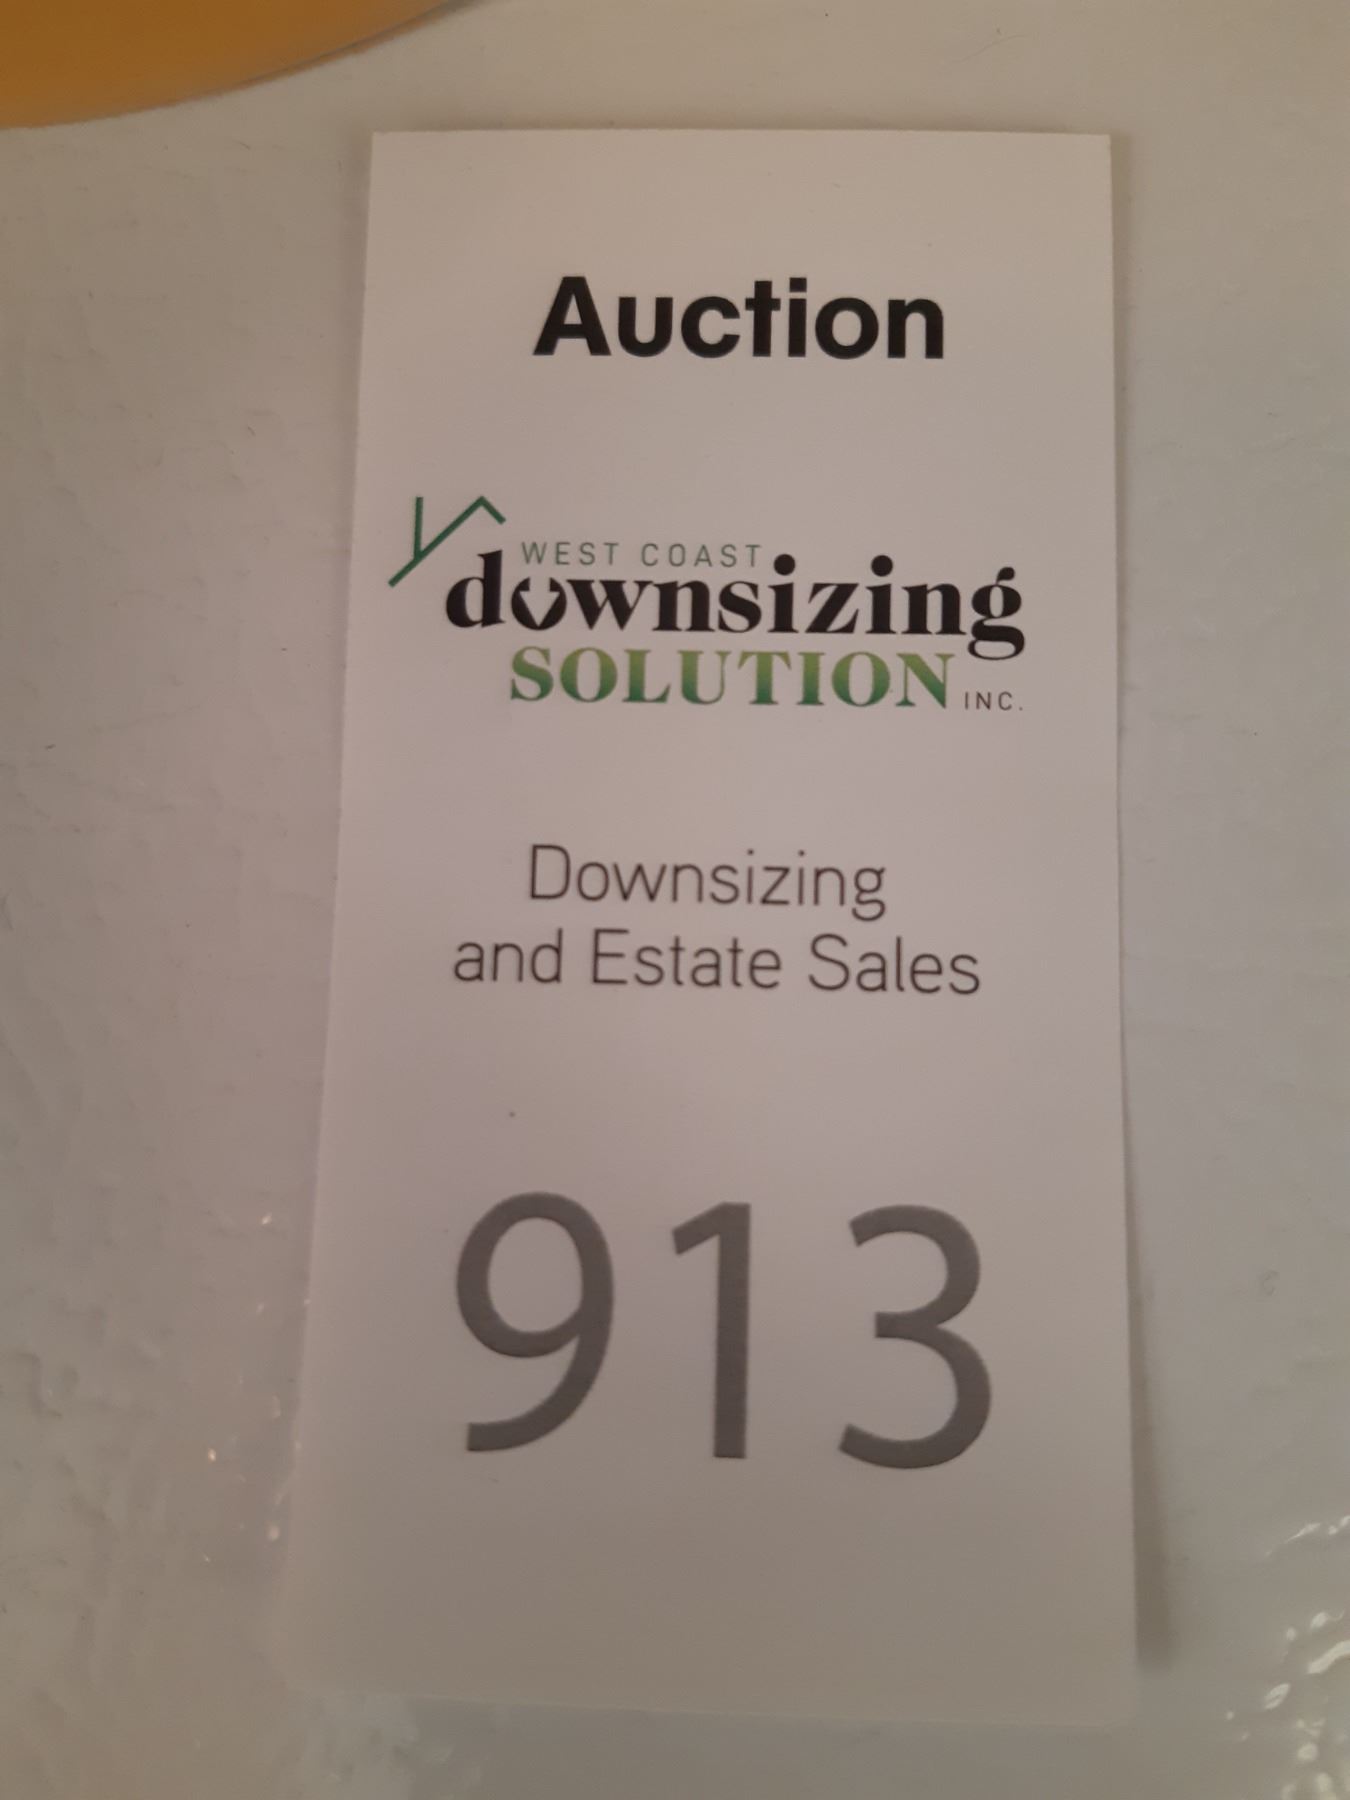 Auction
WEST COAST
downsizing
SOLUTION INC.
Downsizing
and Estate Sales
913